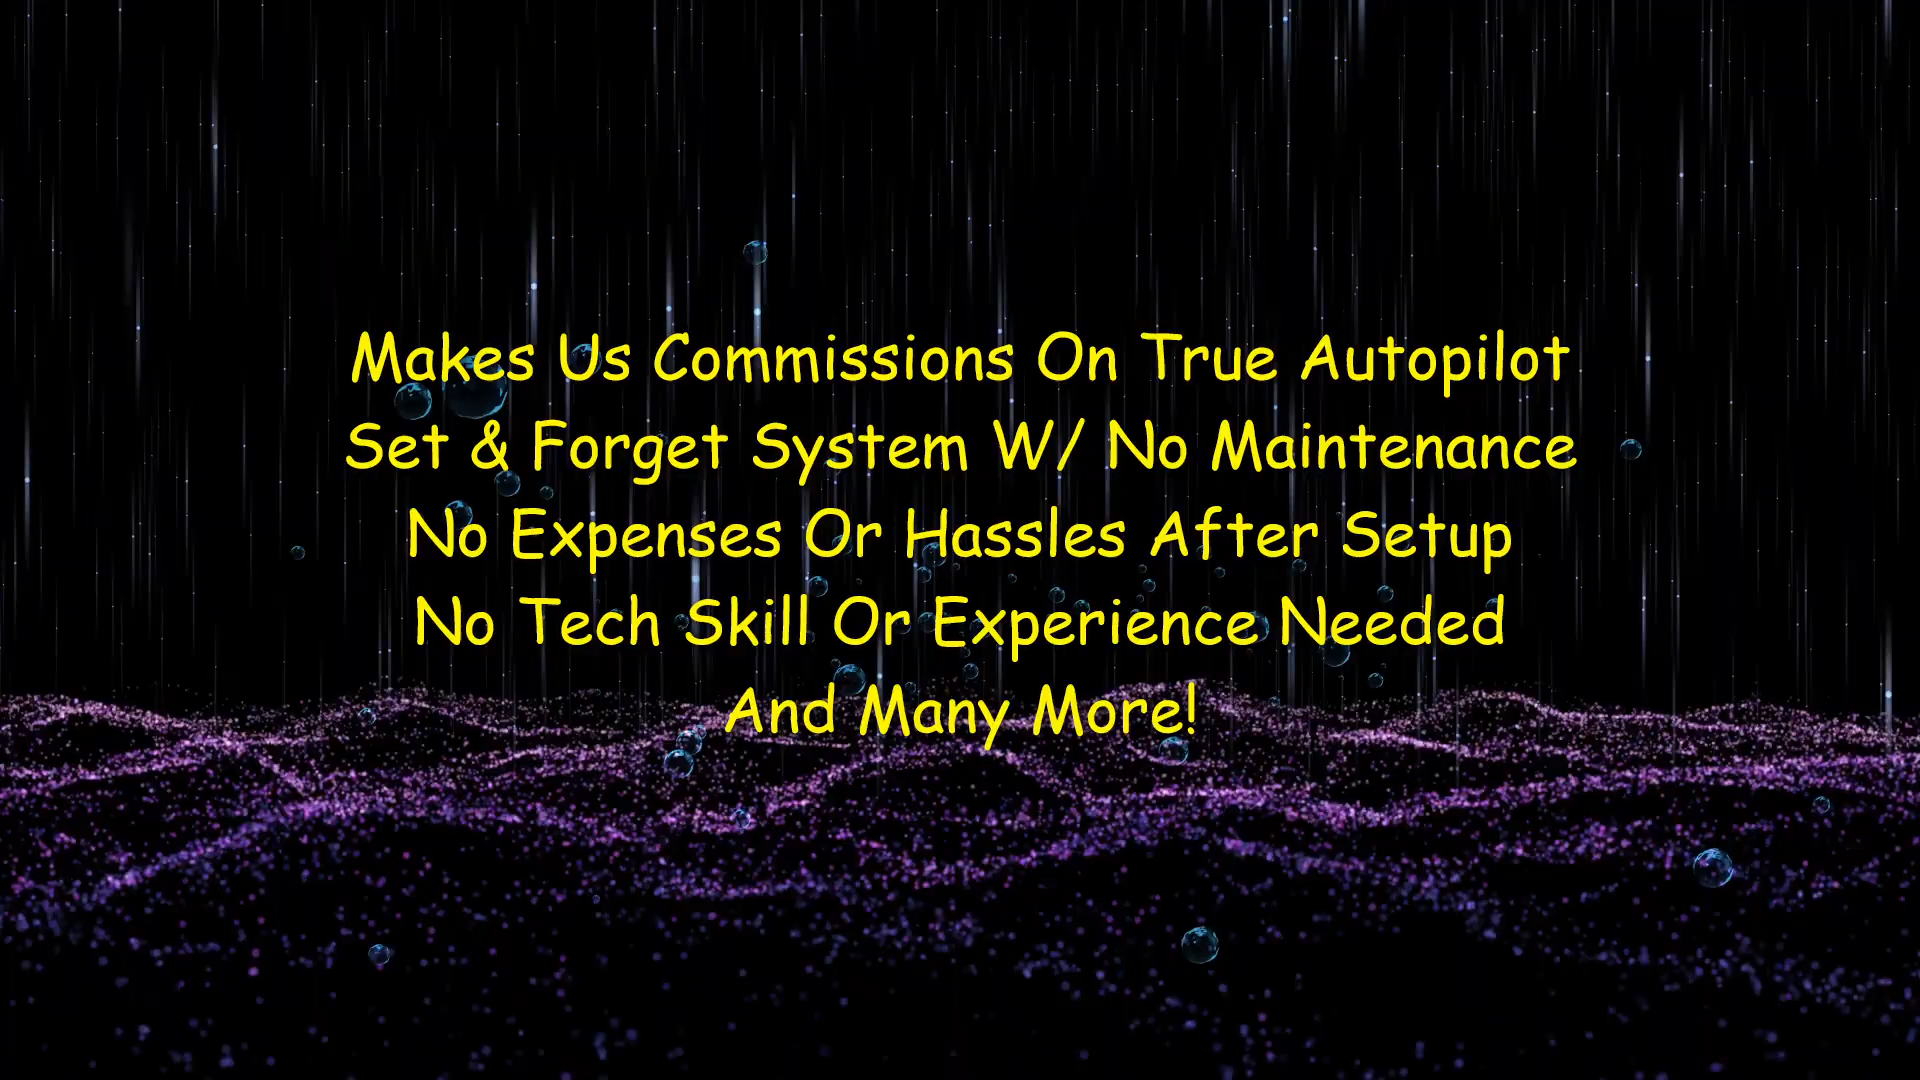 Makes Us Commissions On True Autopilot
Set & Forget System W/ No Maintenance
No Expenses Or Hassles After Setup
No Tech Skill Or Experience Needed
And Many More!